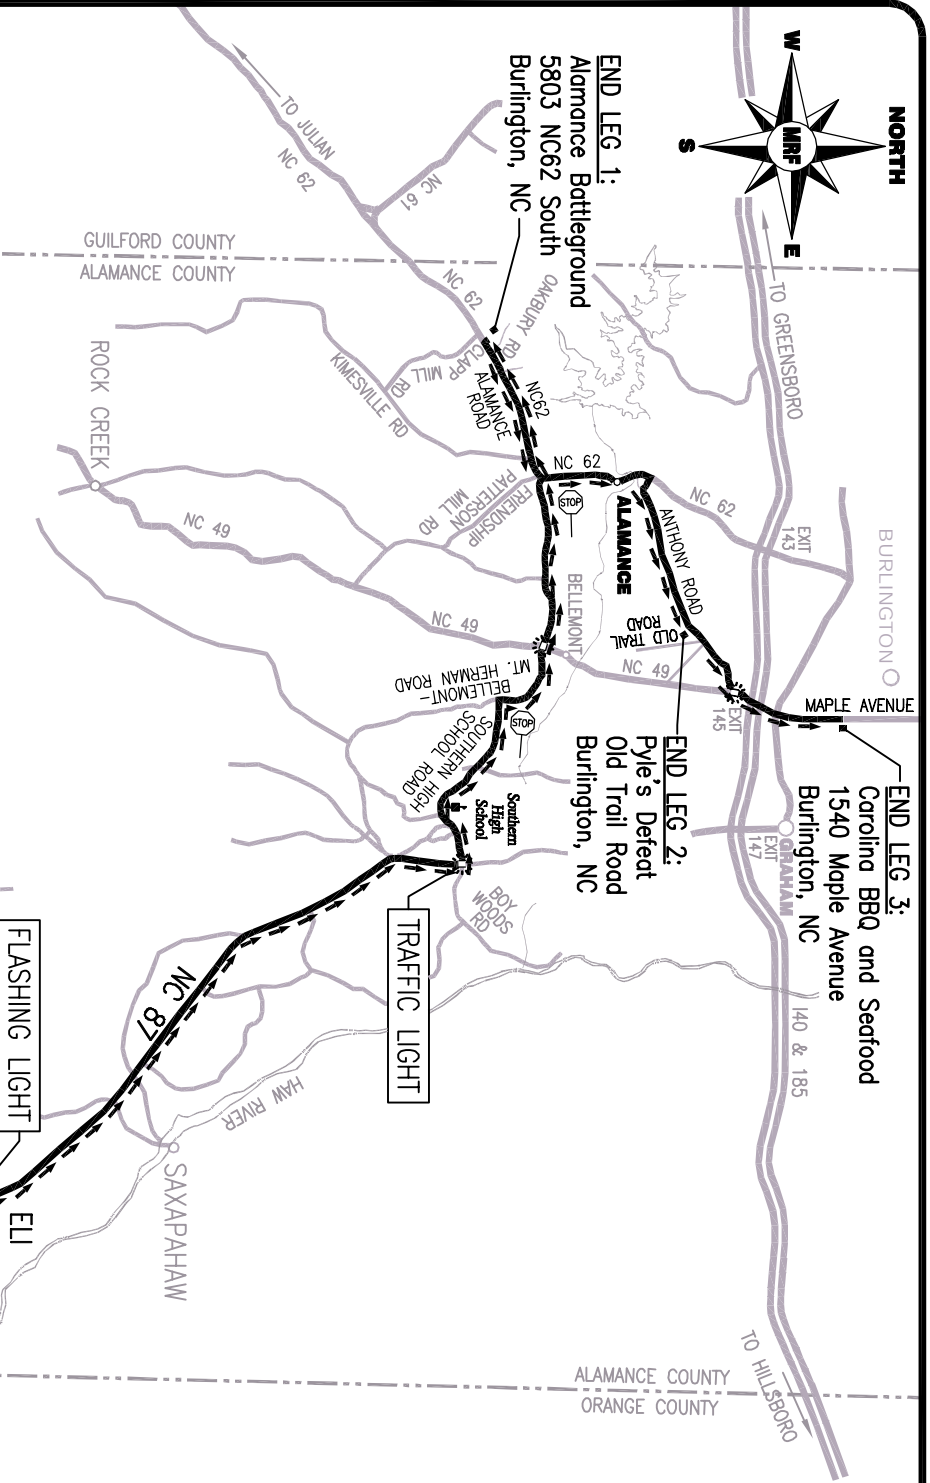 NORTH
W
MRF
E
S
END LEG 1:
Alamance Battleground
5803 NC62 South
Burlington, NC
TO JULIAN
NC 62
NC 61
GUILFORD COUNTY
ALAMANCE COUNTY
TO GREENSBORO
NC 62
OAKBURY RD
CLAPP MILL
RD
NC62
ALAMANCE
ROAD
KIMESVILLE RD
ROCK CREEK
NC 49
FRIENDSHIP
PATTERSON
MILL RD
NC 62
STOP
ALAMANCE
NC 62
ANTHONY ROAD
EXIT
143
BURLINGTON
BELLEMONT
NC 49
OLD TRAIL
ROAD
NC 49
MAPLE AVENUE
EXIT
145
BELLEMONT-
MT. HERMAN ROAD
STOP
SOUTHERN HIGH
SCHOOL ROAD
Southern
High
School
END LEG 2:
Pyle's Defeat
Old Trail Road
Burlington, NC
END LEG 3:
Carolina BBQ and Seafood
1540 Maple Avenue
Burlington, NC
GRAHAM
EXIT
147
BOY
WOODS
RD
TRAFFIC LIGHT
I40 & I85
NC 87
HAW RIVER
FLASHING LIGHT
SAXAPAHAW
ELI
TO HILLSBORO
ALAMANCE COUNTY
ORANGE COUNTY